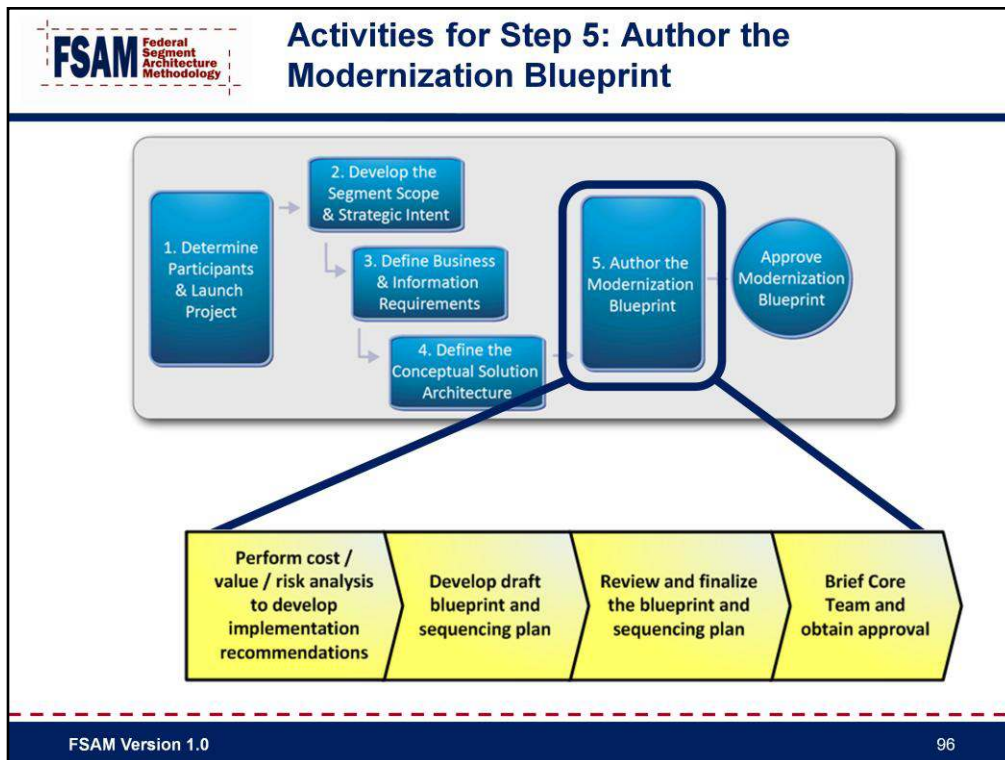 FSAM Federal
Segment
Architecture
Methodology
Activities for Step 5: Author the
Modernization Blueprint
1. Determine
Participants
& Launch
Project
2. Develop the
Segment Scope
& Strategic Intent
3. Define Business
& Information
Requirements
4. Define the
Conceptual Solution
Architecture
5. Author the
Modernization
Blueprint
Approve
Modernization
Blueprint
Perform cost /
value / risk analysis
to develop
implementation
recommendations
Develop draft
blueprint and
sequencing plan
Review and finalize
the blueprint and
sequencing plan
Brief Core
Team and
obtain approval
FSAM Version 1.0
96